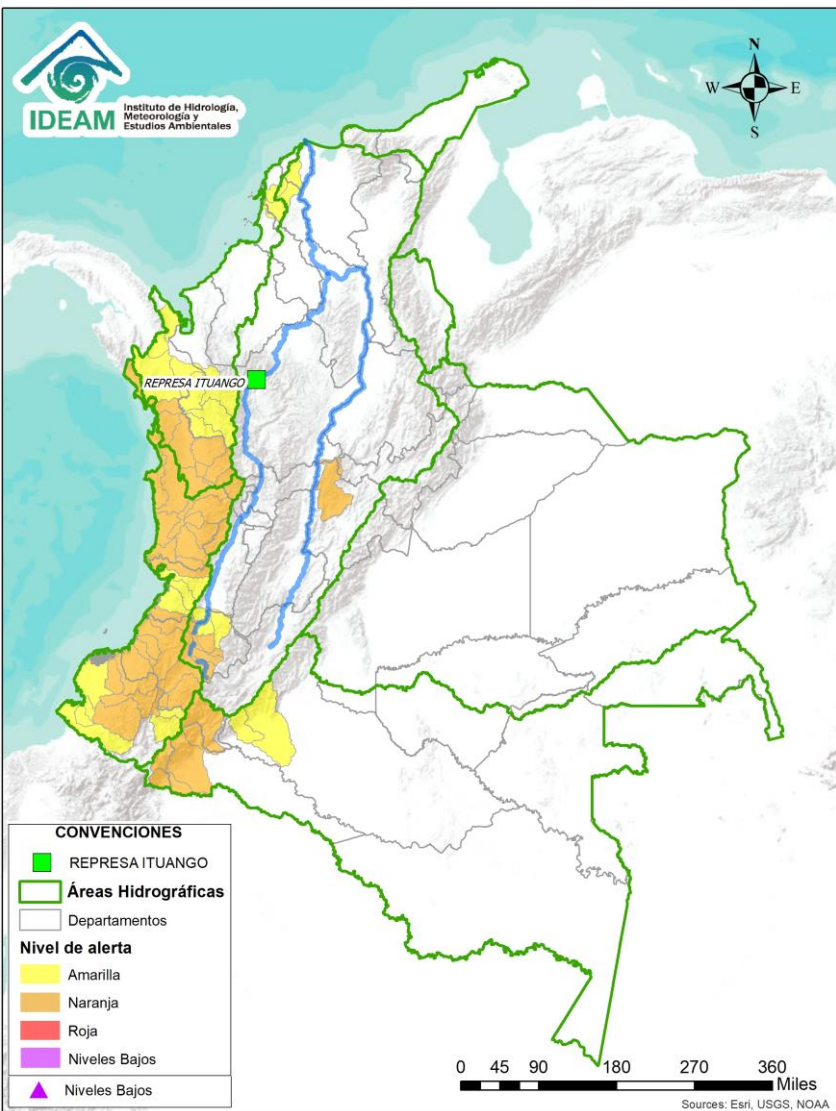 IDEAM
Instituto de Hidrología,
Meteorología y
Estudios Ambientales
N
W
E
S
REPRESA ITUANGO
CONVENCIONES
REPRESA ITUANGO
Áreas Hidrográficas
Departamentos
Nivel de alerta
Amarilla
Naranja
Roja
Niveles Bajos
Niveles Bajos
0 45 90 180 270 360
Miles
Sources: Esri, USGS, NOAA